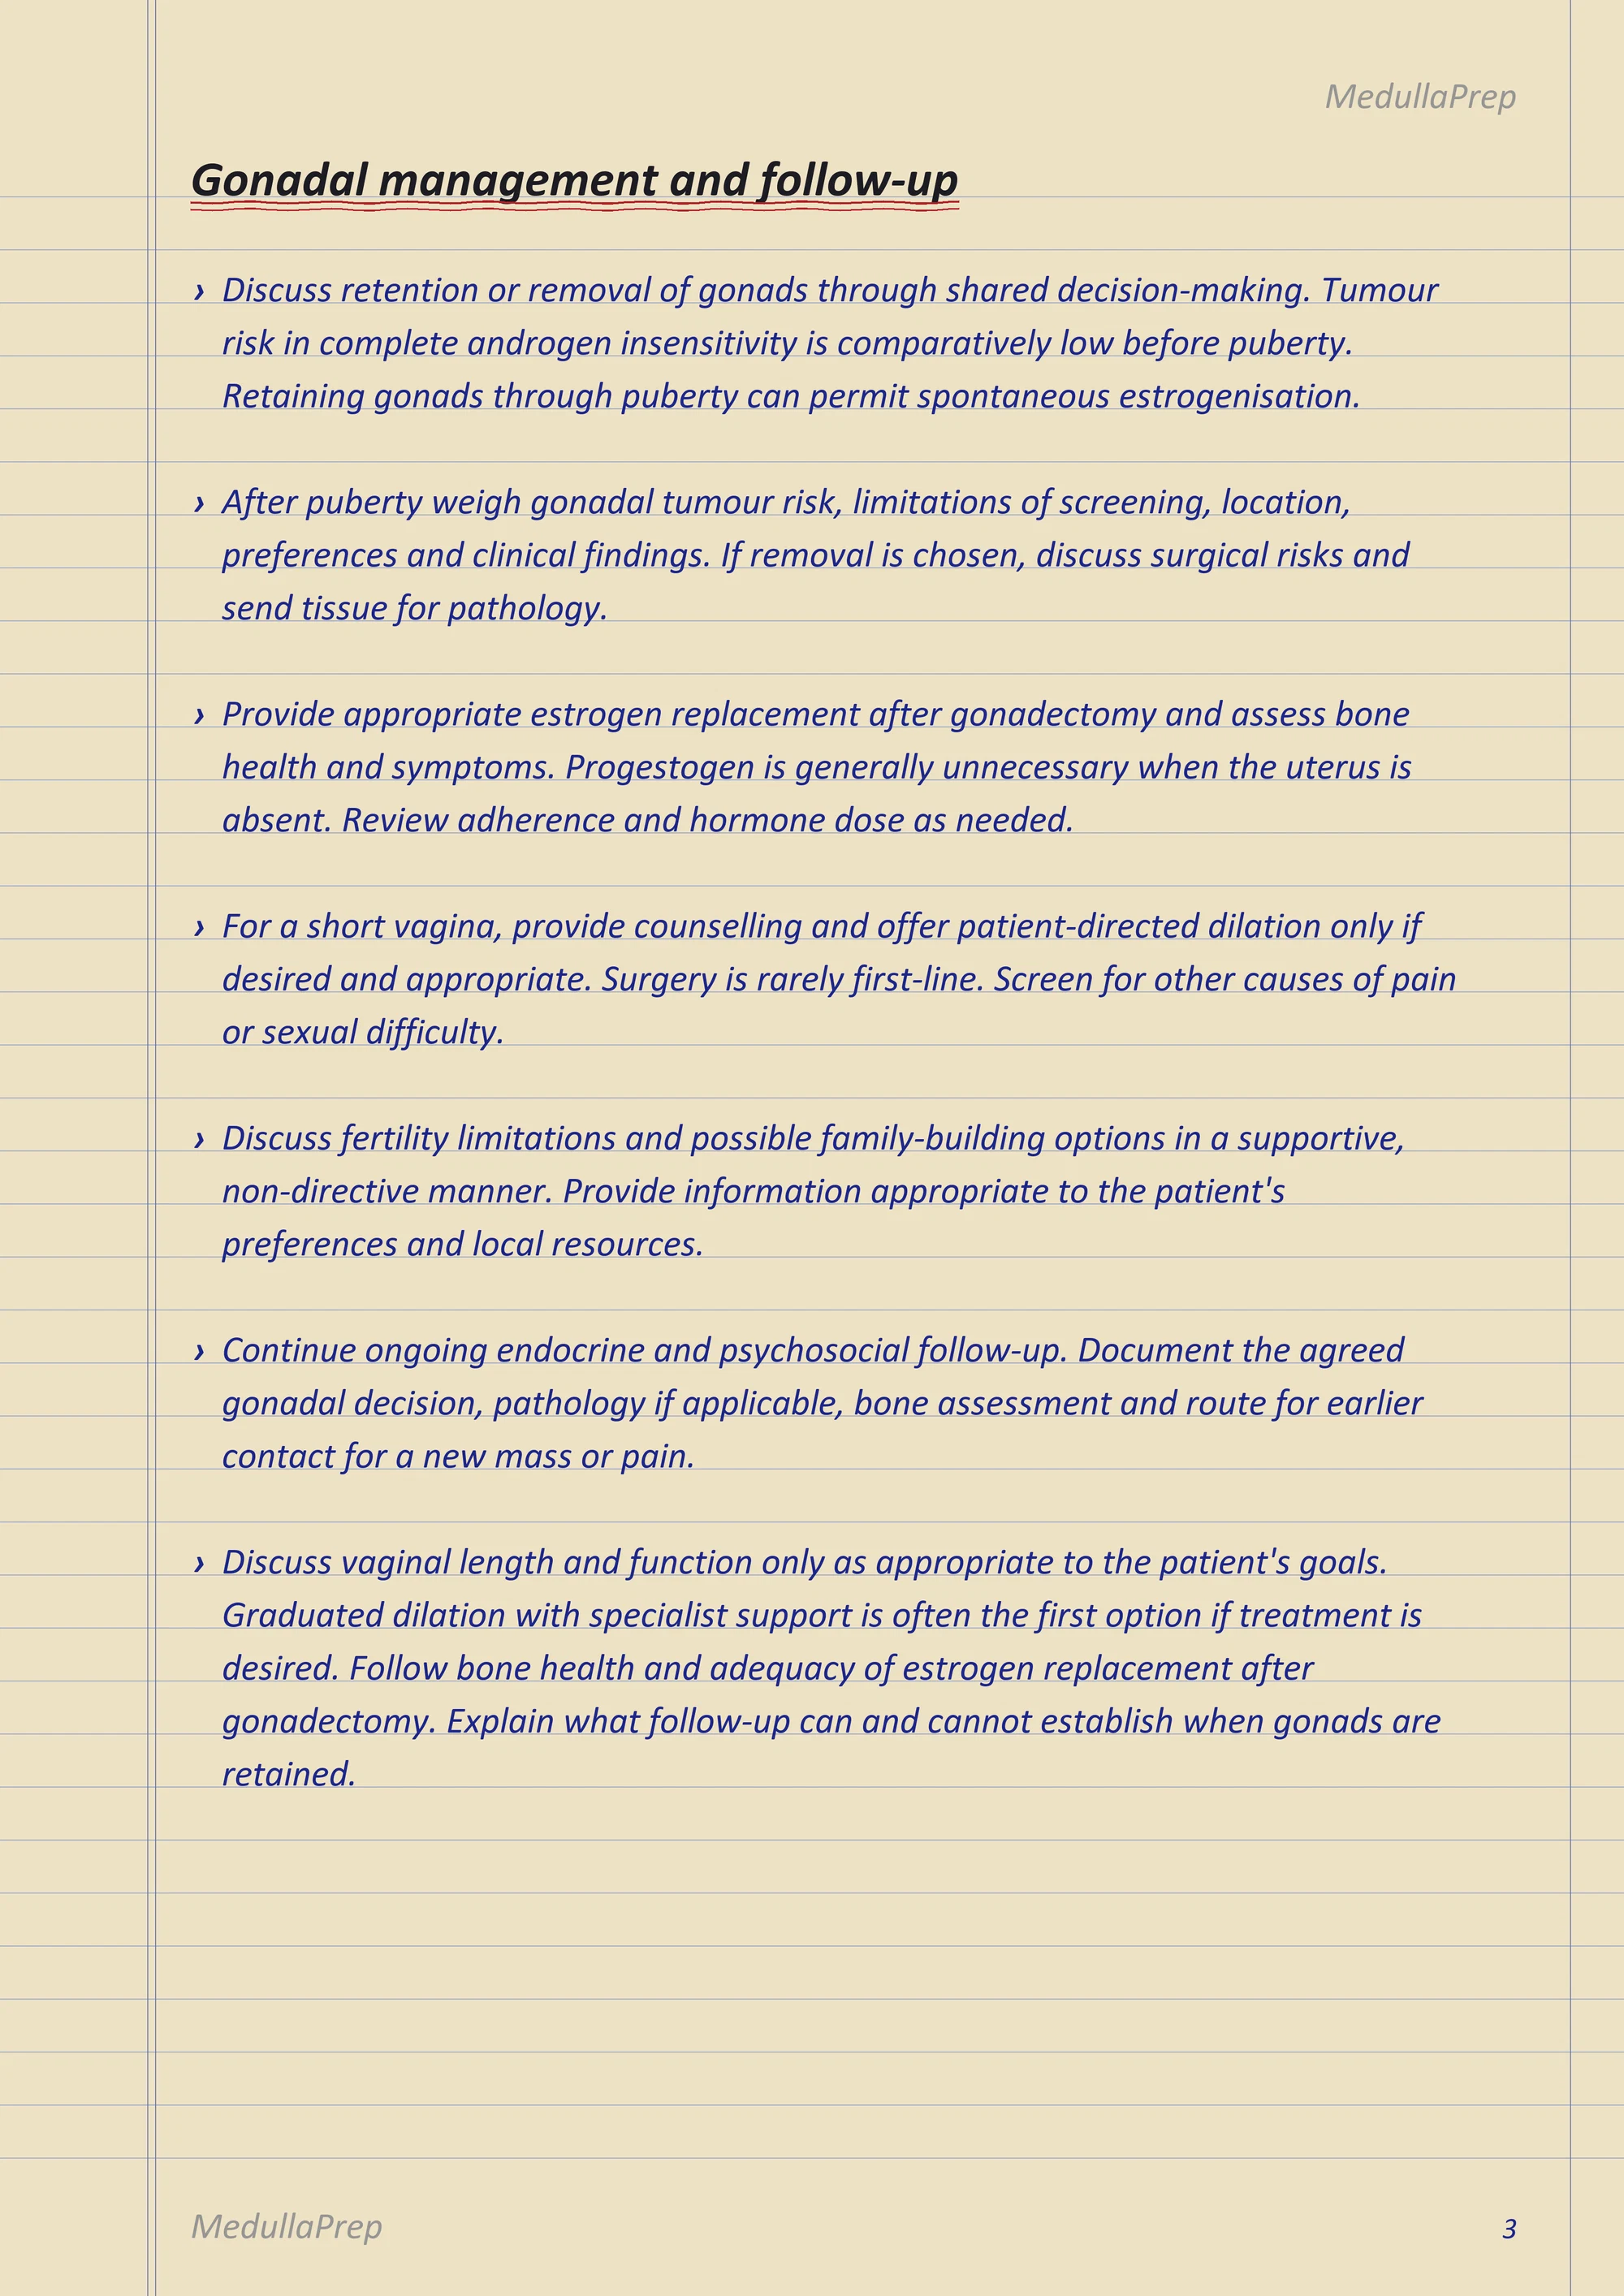 MedullaPrep
Gonadal management and follow-up
› Discuss retention or removal of gonads through shared decision-making. Tumour
risk in complete androgen insensitivity is comparatively low before puberty.
Retaining gonads through puberty can permit spontaneous estrogenisation.
› After puberty weigh gonadal tumour risk, limitations of screening, location,
preferences and clinical findings. If removal is chosen, discuss surgical risks and
send tissue for pathology.
› Provide appropriate estrogen replacement after gonadectomy and assess bone
health and symptoms. Progestogen is generally unnecessary when the uterus is
absent. Review adherence and hormone dose as needed.
› For a short vagina, provide counselling and offer patient-directed dilation only if
desired and appropriate. Surgery is rarely first-line. Screen for other causes of pain
or sexual difficulty.
› Discuss fertility limitations and possible family-building options in a supportive,
non-directive manner. Provide information appropriate to the patient's
preferences and local resources.
› Continue ongoing endocrine and psychosocial follow-up. Document the agreed
gonadal decision, pathology if applicable, bone assessment and route for earlier
contact for a new mass or pain.
› Discuss vaginal length and function only as appropriate to the patient's goals.
Graduated dilation with specialist support is often the first option if treatment is
desired. Follow bone health and adequacy of estrogen replacement after
gonadectomy. Explain what follow-up can and cannot establish when gonads are
retained.
MedullaPrep
3